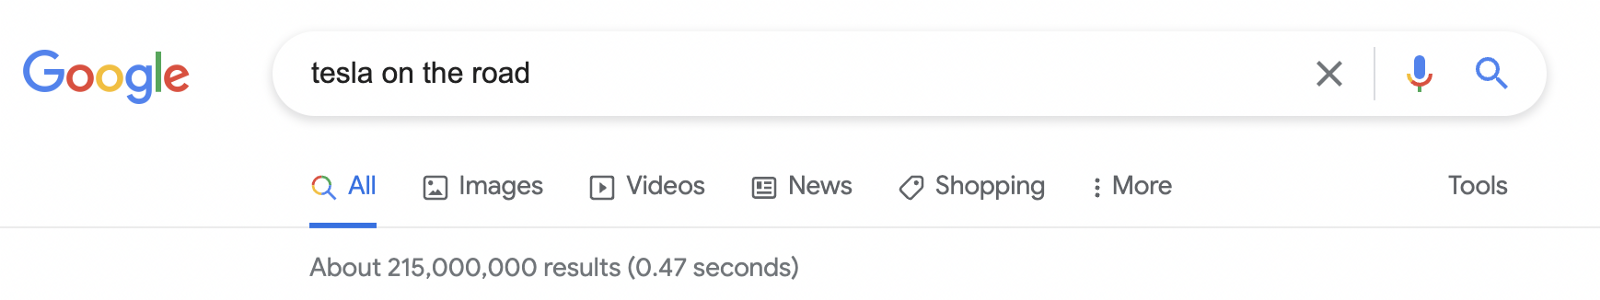 Google
tesla on the road
All Images Videos News Shopping More Tools
About 215,000,000 results (0.47 seconds)